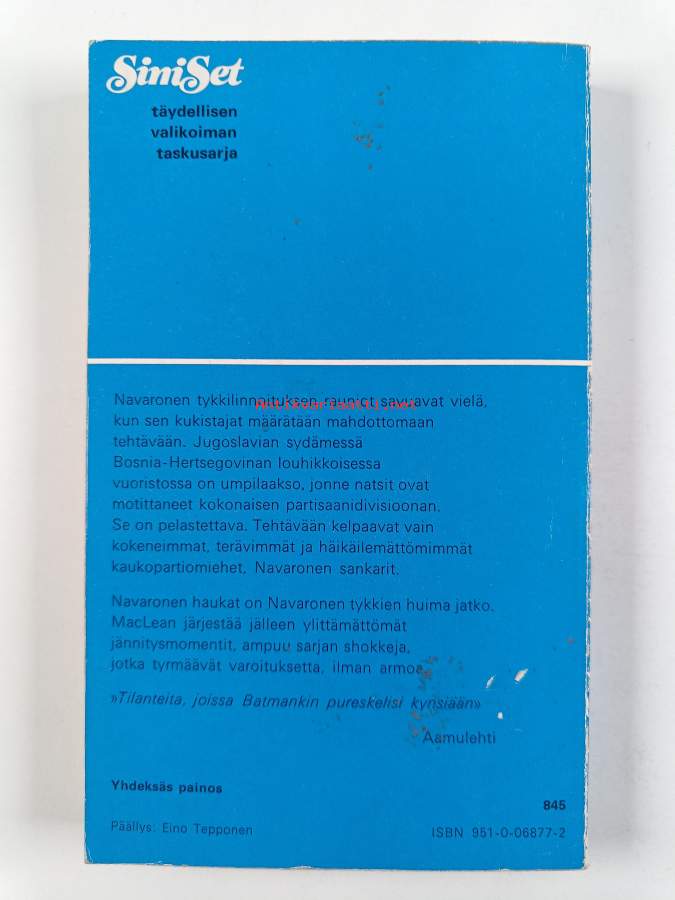 SiniSet
täydellisen
valikoiman
taskusarja
Navaronen tykkilinnoituksen rauniot savuavat vielä,
antikvariaatti.net
kun sen kukistajat määrätään mahdottomaan
tehtävään. Jugoslavian sydämessä
Bosnia-Hertsegovinan louhikkoisessa
vuoristossa on umpilaakso, jonne natsit ovat
motittaneet kokonaisen partisaanidivisioonan.
Se on pelastettava. Tehtävään kelpaavat vain
kokeneimmat, terävimmät ja häikäilemättömimmät
kaukopartiomiehet, Navaronen sankarit.
Navaronen haukat on Navaronen tykkien huima jatko.
MacLean järjestää jälleen ylittämättömät
jännitysmomentit, ampuu sarjan shokkeja,
jotka tyrmäävät varoituksetta, ilman armoa.
»Tilanteita, joissa Batmankin pureskelisi kynsiään»
Aamulehti
Yhdeksäs painos
845
Päällys: Eino Tepponen
ISBN 951-0-06877-2